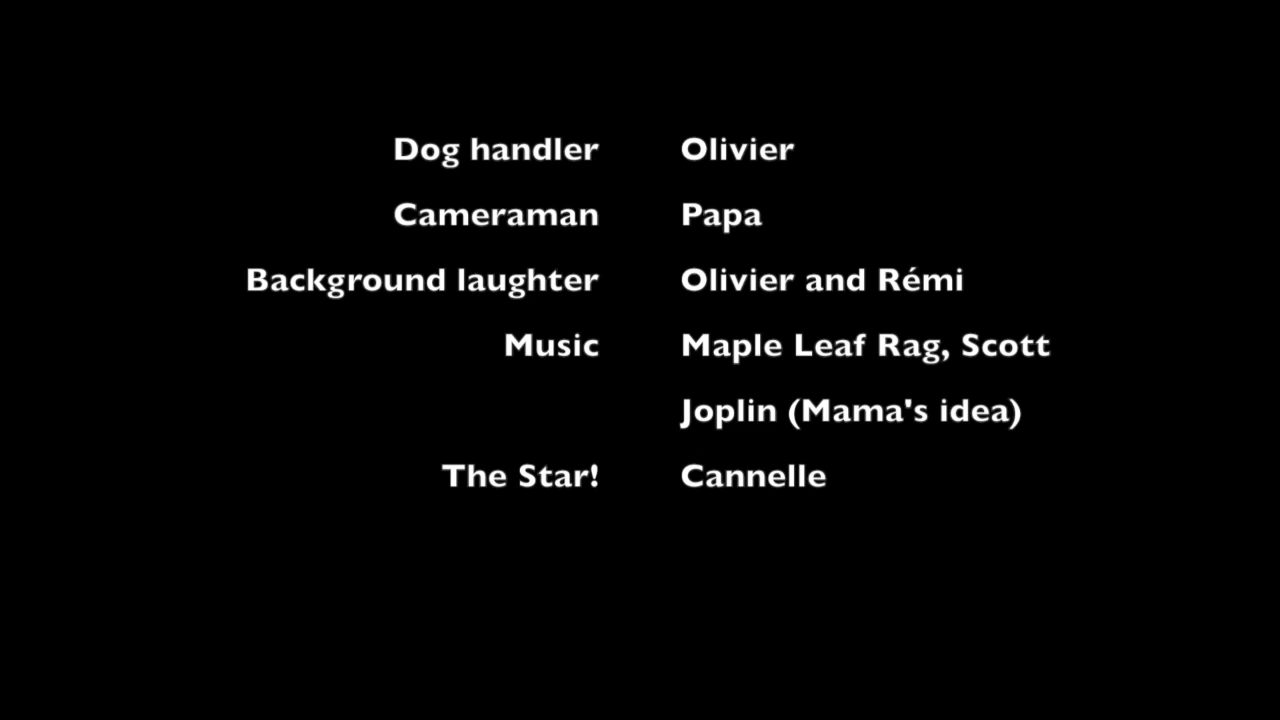 Dog handler Olivier
Cameraman Papa
Background laughter Olivier and Rémi
Music Maple Leaf Rag, Scott
Joplin (Mama's idea)
The Star! Cannelle